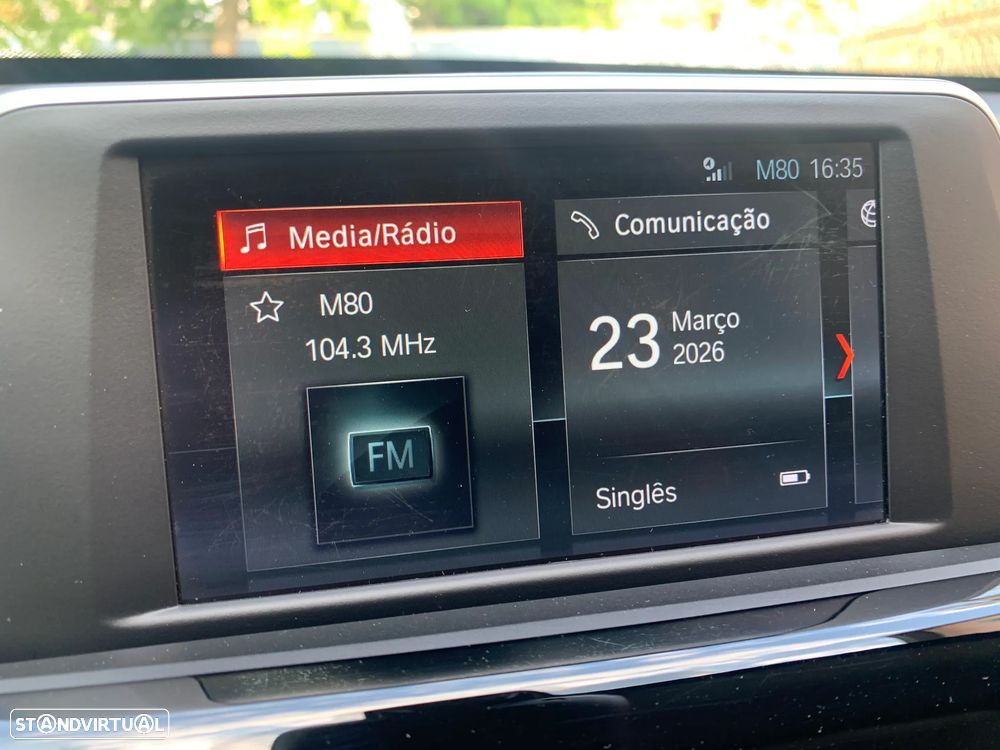 M80 16:35
Media/Rádio
Comunicação
M80
104.3 MHz
FM
23
Março
2026
Singlês
STANDVIRTUAL